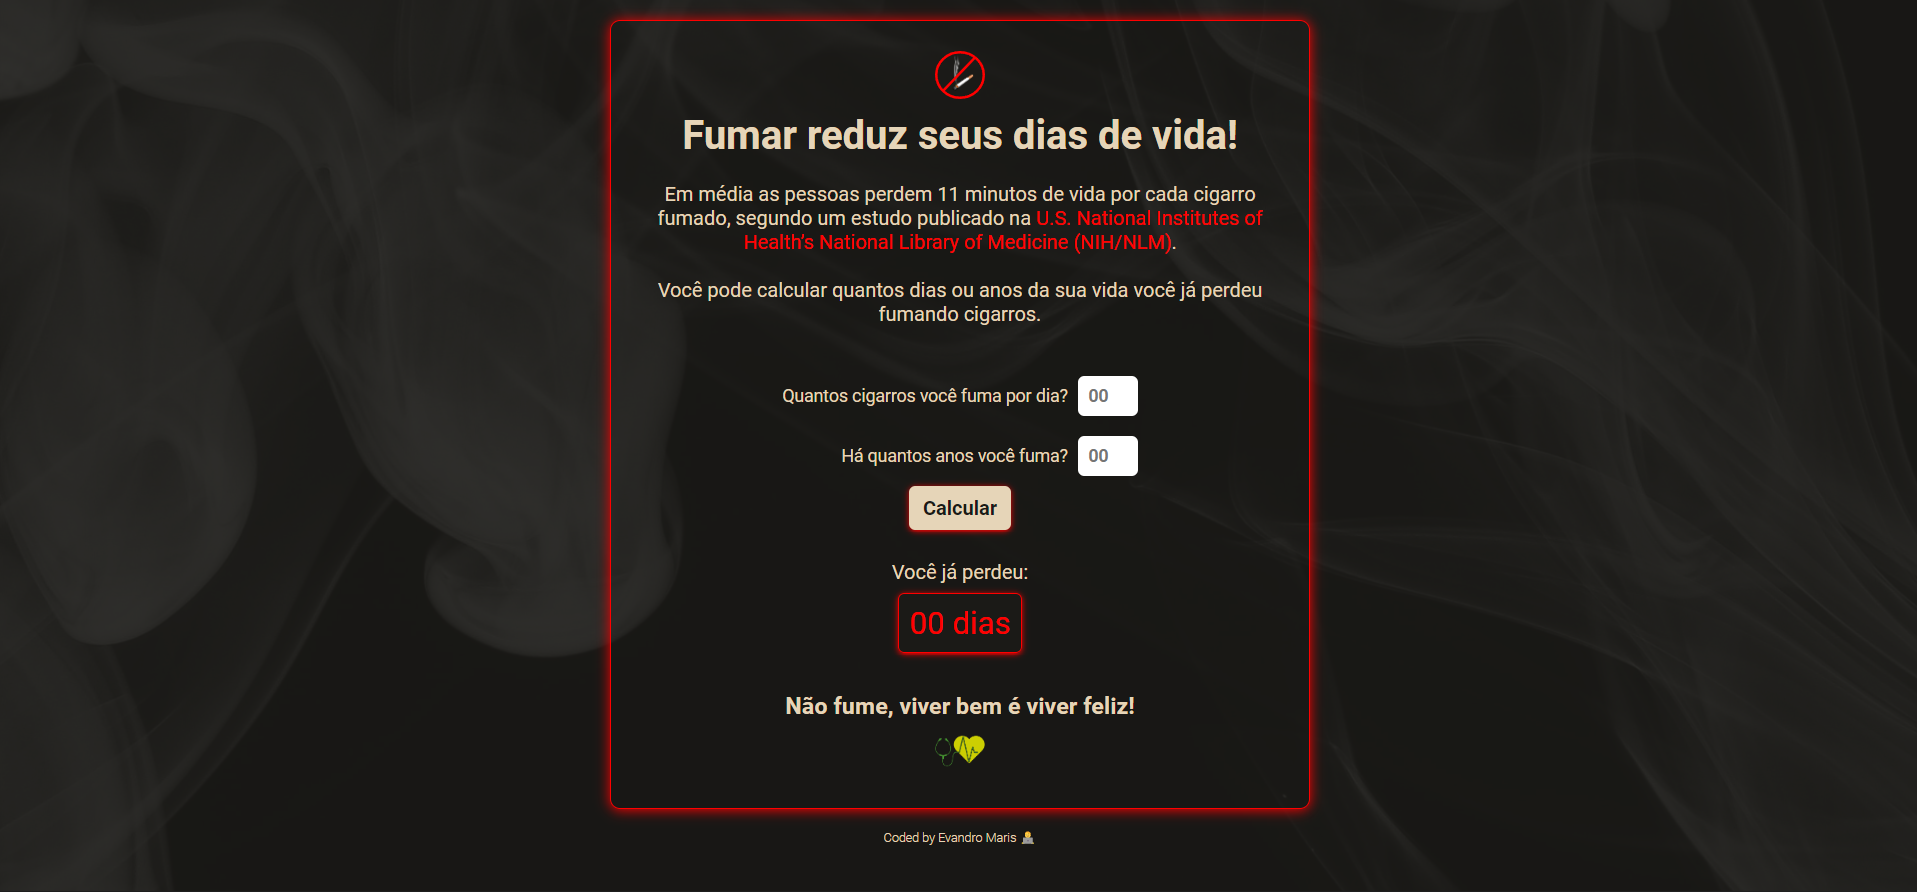 Fumar reduz seus dias de vida!
Em média as pessoas perdem 11 minutos de vida por cada cigarro
fumado, segundo um estudo publicado na U.S. National Institutes of
Health's National Library of Medicine (NIH/NLM).
Você pode calcular quantos dias ou anos da sua vida você já perdeu
fumando cigarros.
Quantos cigarros você fuma por dia? 00
Há quantos anos você fuma? 00
Calcular
Você já perdeu:
00 dias
Não fume, viver bem é viver feliz!
Coded by Evandro Maris